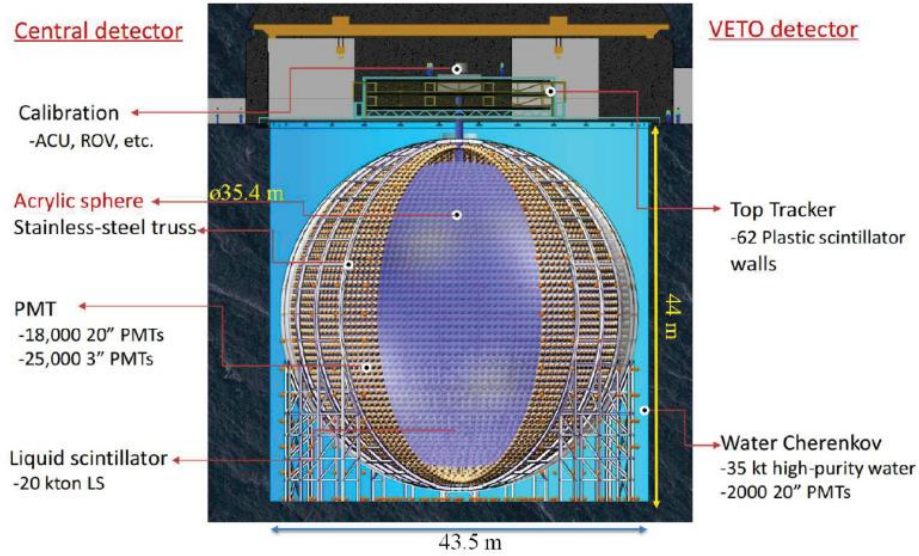 Central detector
VETO detector
Calibration
-ACU, ROV, etc.
Acrylic sphere
ø35.4 m
Stainless-steel truss
PMT
-18,000 20” PMTs
-25,000 3” PMTs
Liquid scintillator
-20 kton LS
Top Tracker
-62 Plastic scintillator
walls
44 m
Water Cherenkov
-35 kt high-purity water
-2000 20” PMTs
43.5 m